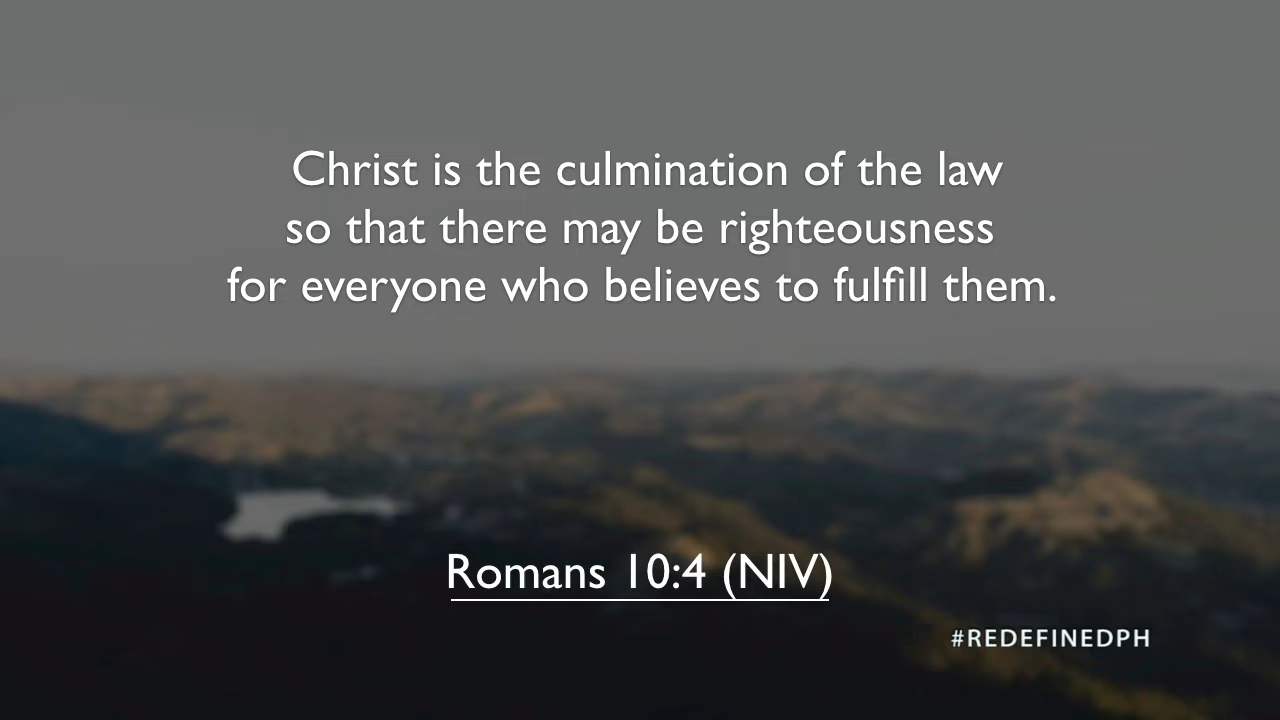 Christ is the culmination of the law
so that there may be righteousness
for everyone who believes to fulfill them.
Romans 10:4 (NIV)
#REDEFINEDPH